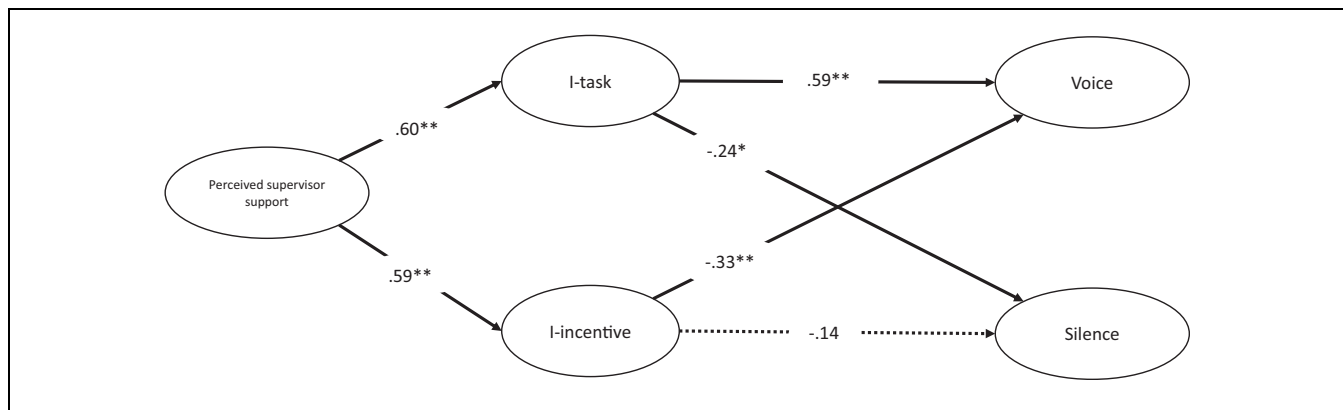 I-task
.59**
Voice
.60**
-.24*
Perceived supervisor
support
.59**
-.33**
I-incentive
-.14
Silence